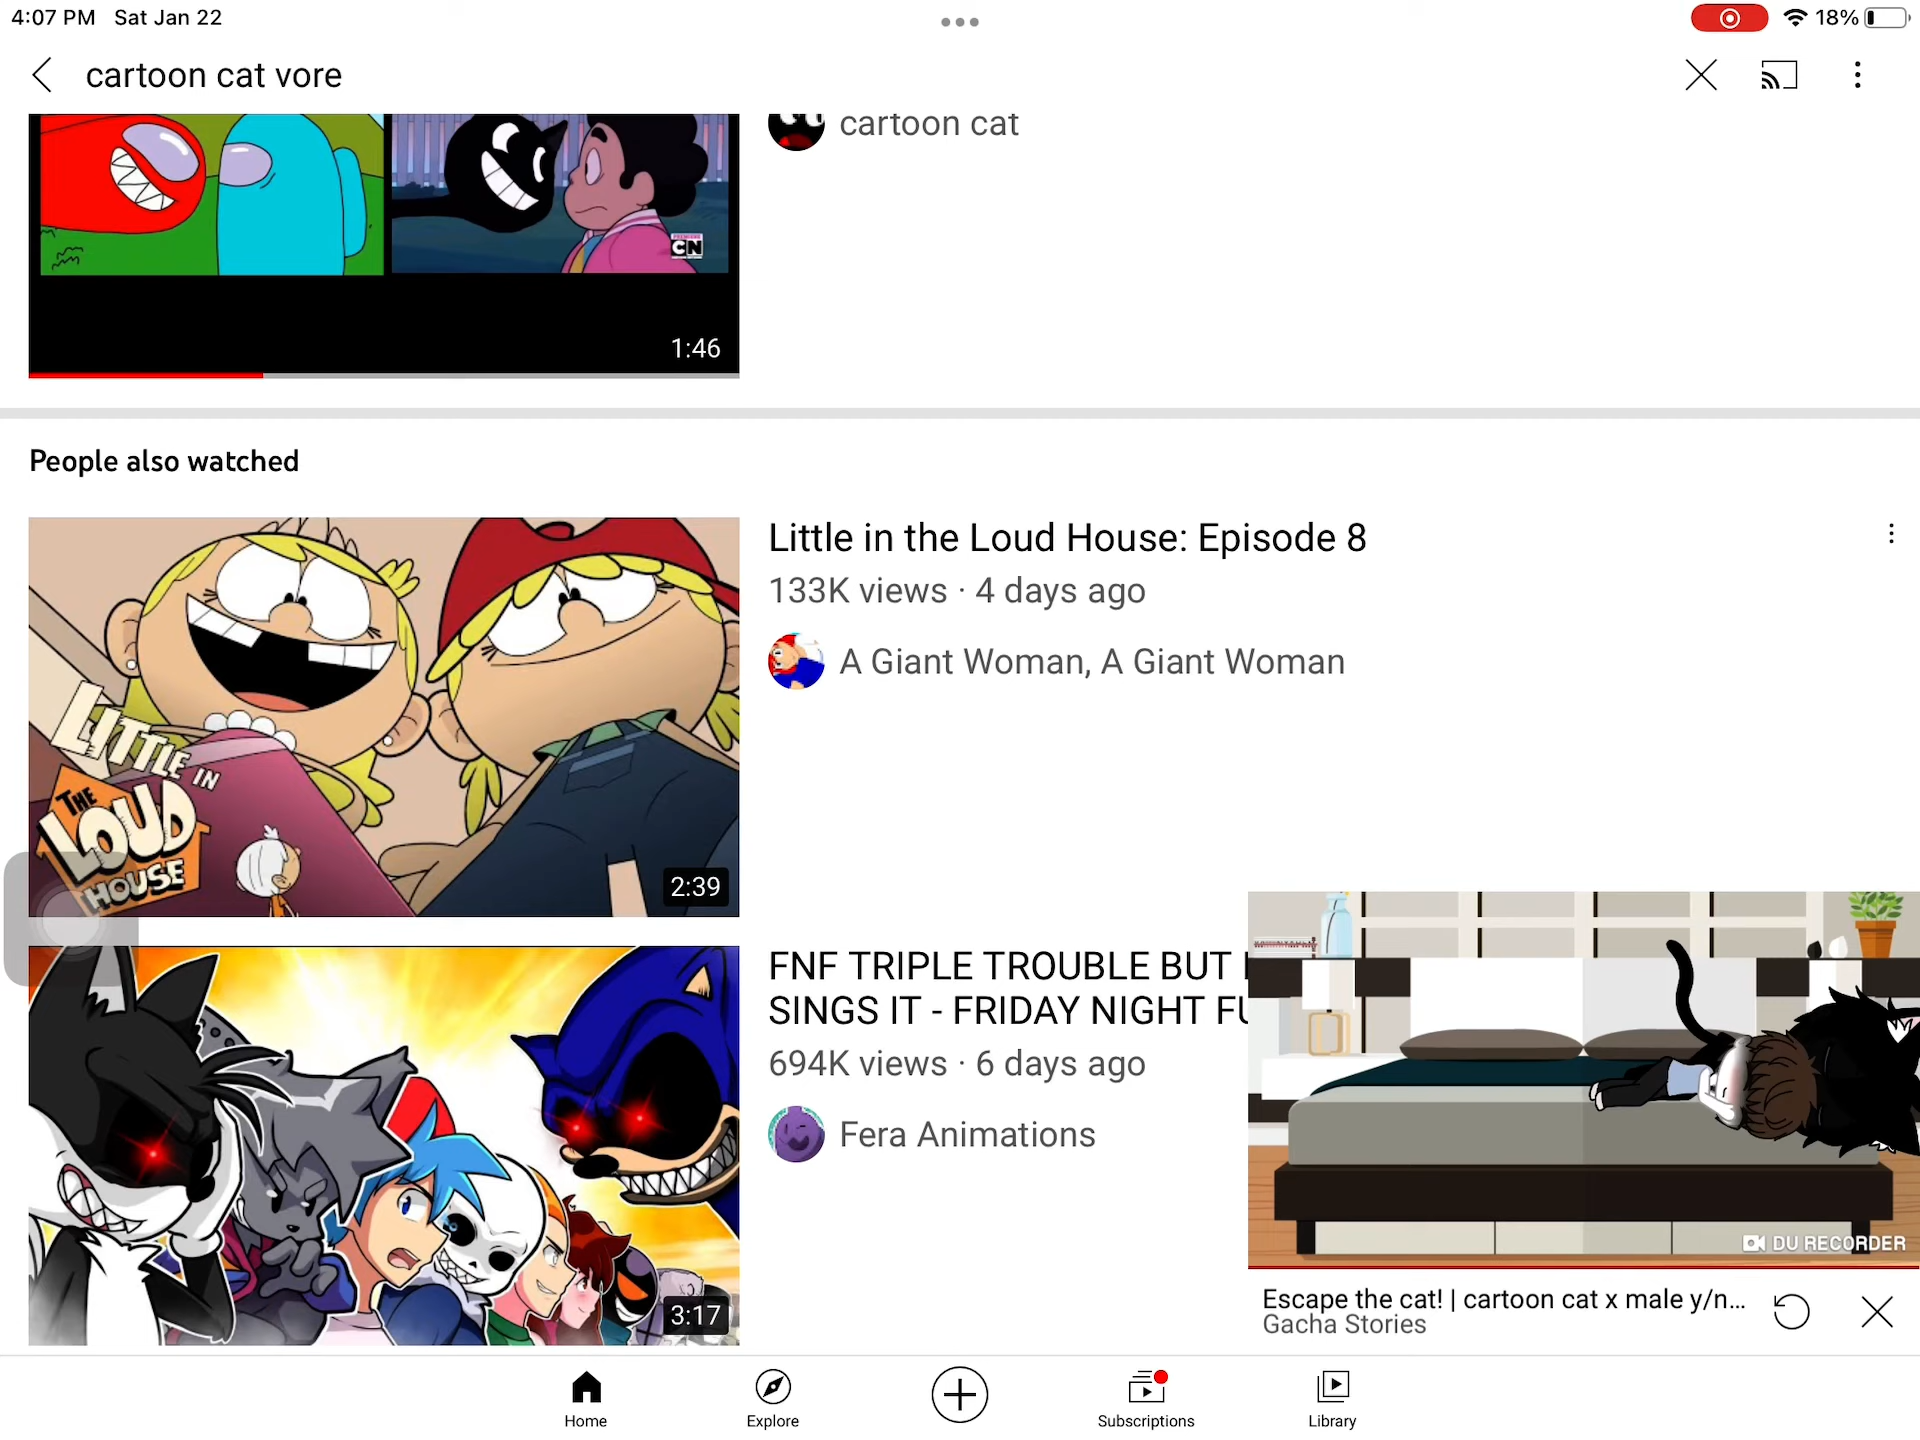 4:07 PM Sat Jan 22
18%
cartoon cat vore
cartoon cat
CN
1:46
People also watched
Little in the Loud House: Episode 8
133K views · 4 days ago
A Giant Woman, A Giant Woman
LITTLE IN
THE
LOUD
HOUSE
2:39
FNF TRIPLE TROUBLE BUT
SINGS IT - FRIDAY NIGHT
694K views · 6 days ago
Fera Animations
3:17
DU RECORDER
Escape the cat! | cartoon cat x male y/n...
Gacha Stories
Home
Explore
Subscriptions
Library